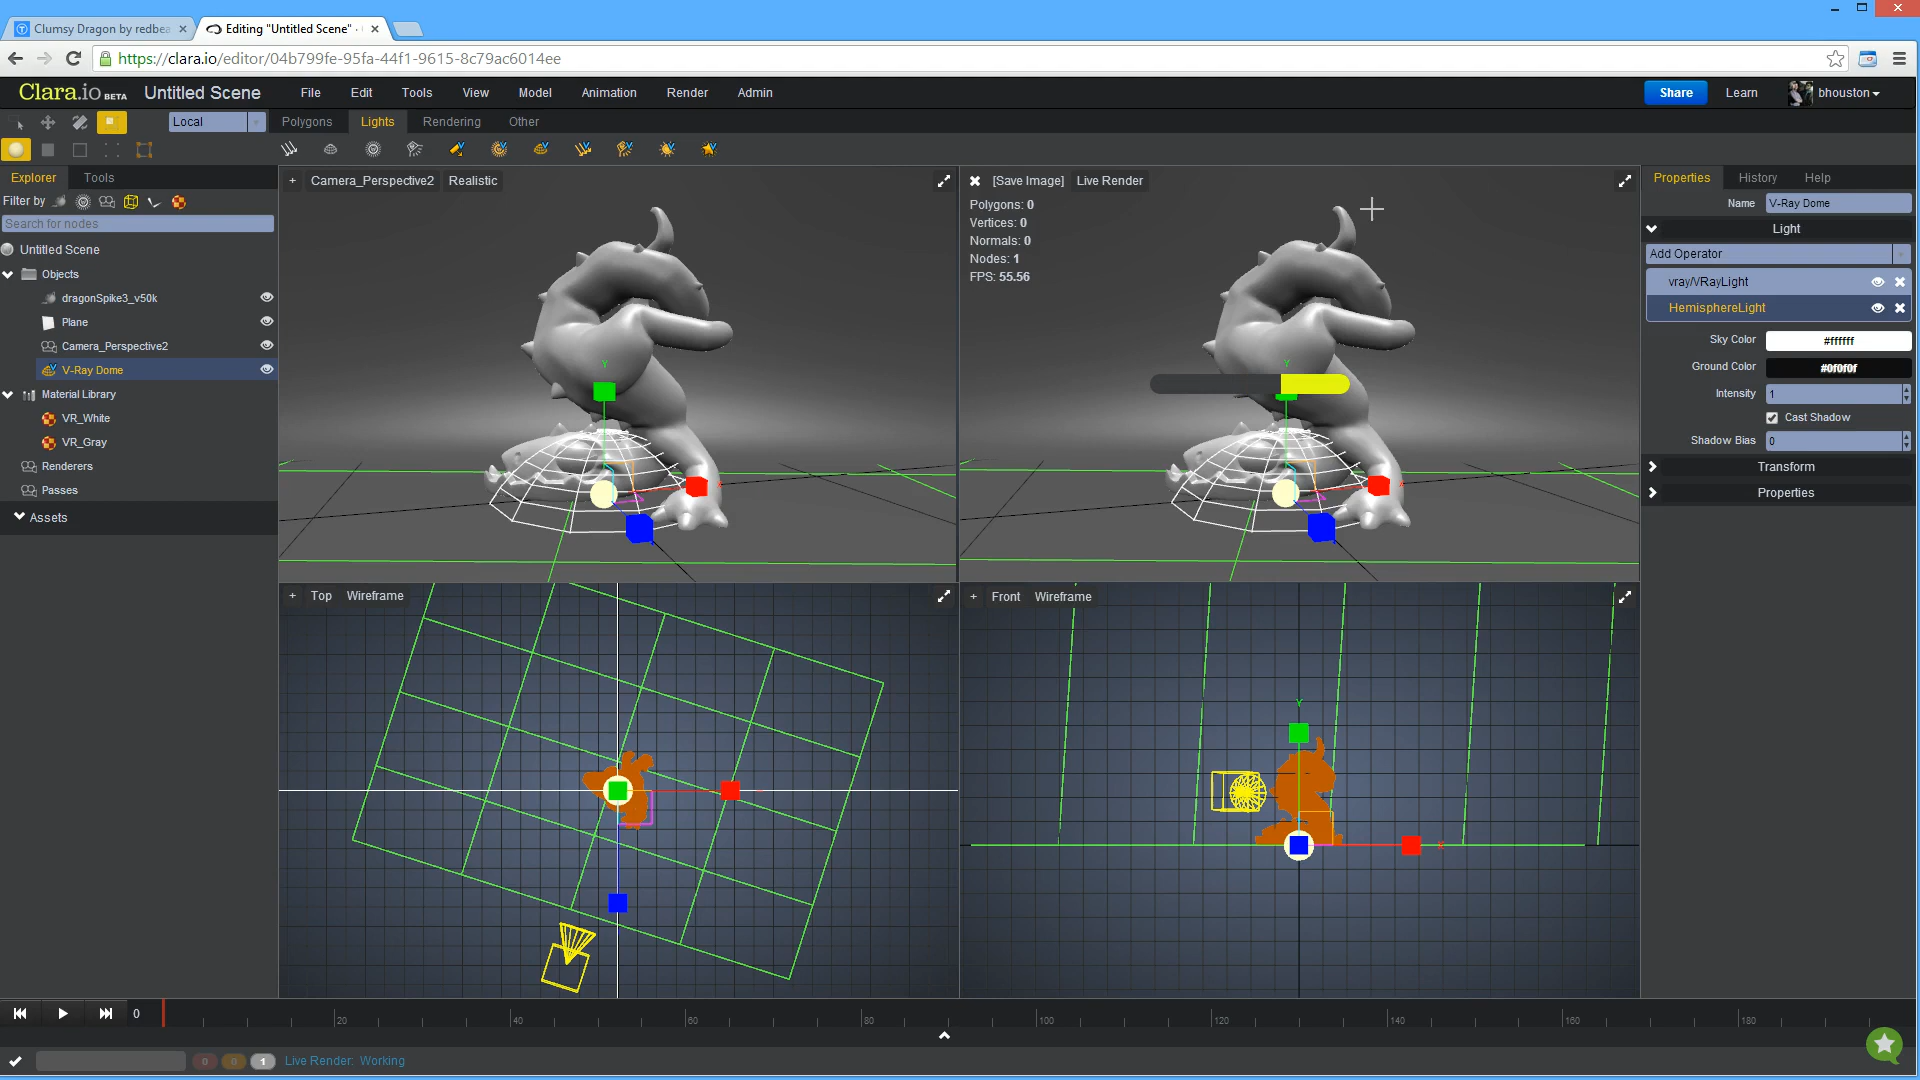 Clumsy Dragon by redbea
Editing "Untitled Scene" -
https://clara.io/editor/04b799fe-95fa-44f1-9615-8c79ac6014ee
Clara.io BETA Untitled Scene File Edit Tools View Model Animation Render Admin Share Learn bhouston
Local Polygons Lights Rendering Other
Explorer Tools
Filter by
Search for nodes
Untitled Scene
Objects
dragonSpike3_v50k
Plane
Camera_Perspective2
V-Ray Dome
Material Library
VR_White
VR_Gray
Renderers
Passes
Assets
+ Camera_Perspective2 Realistic
Y
X
[Save Image] Live Render
Polygons: 0
Vertices: 0
Normals: 0
Nodes: 1
FPS: 55.56
Y
X
+ Top Wireframe
+ Front Wireframe
Y
X
Properties History Help
Name V-Ray Dome
Light
Add Operator
vray/VRayLight
HemisphereLight
Sky Color #ffffff
Ground Color #0f0f0f
Intensity 1
Cast Shadow
Shadow Bias 0
Transform
Properties
0 20 40 60 80 100 120 140 160 180
0 0 1 Live Render: Working